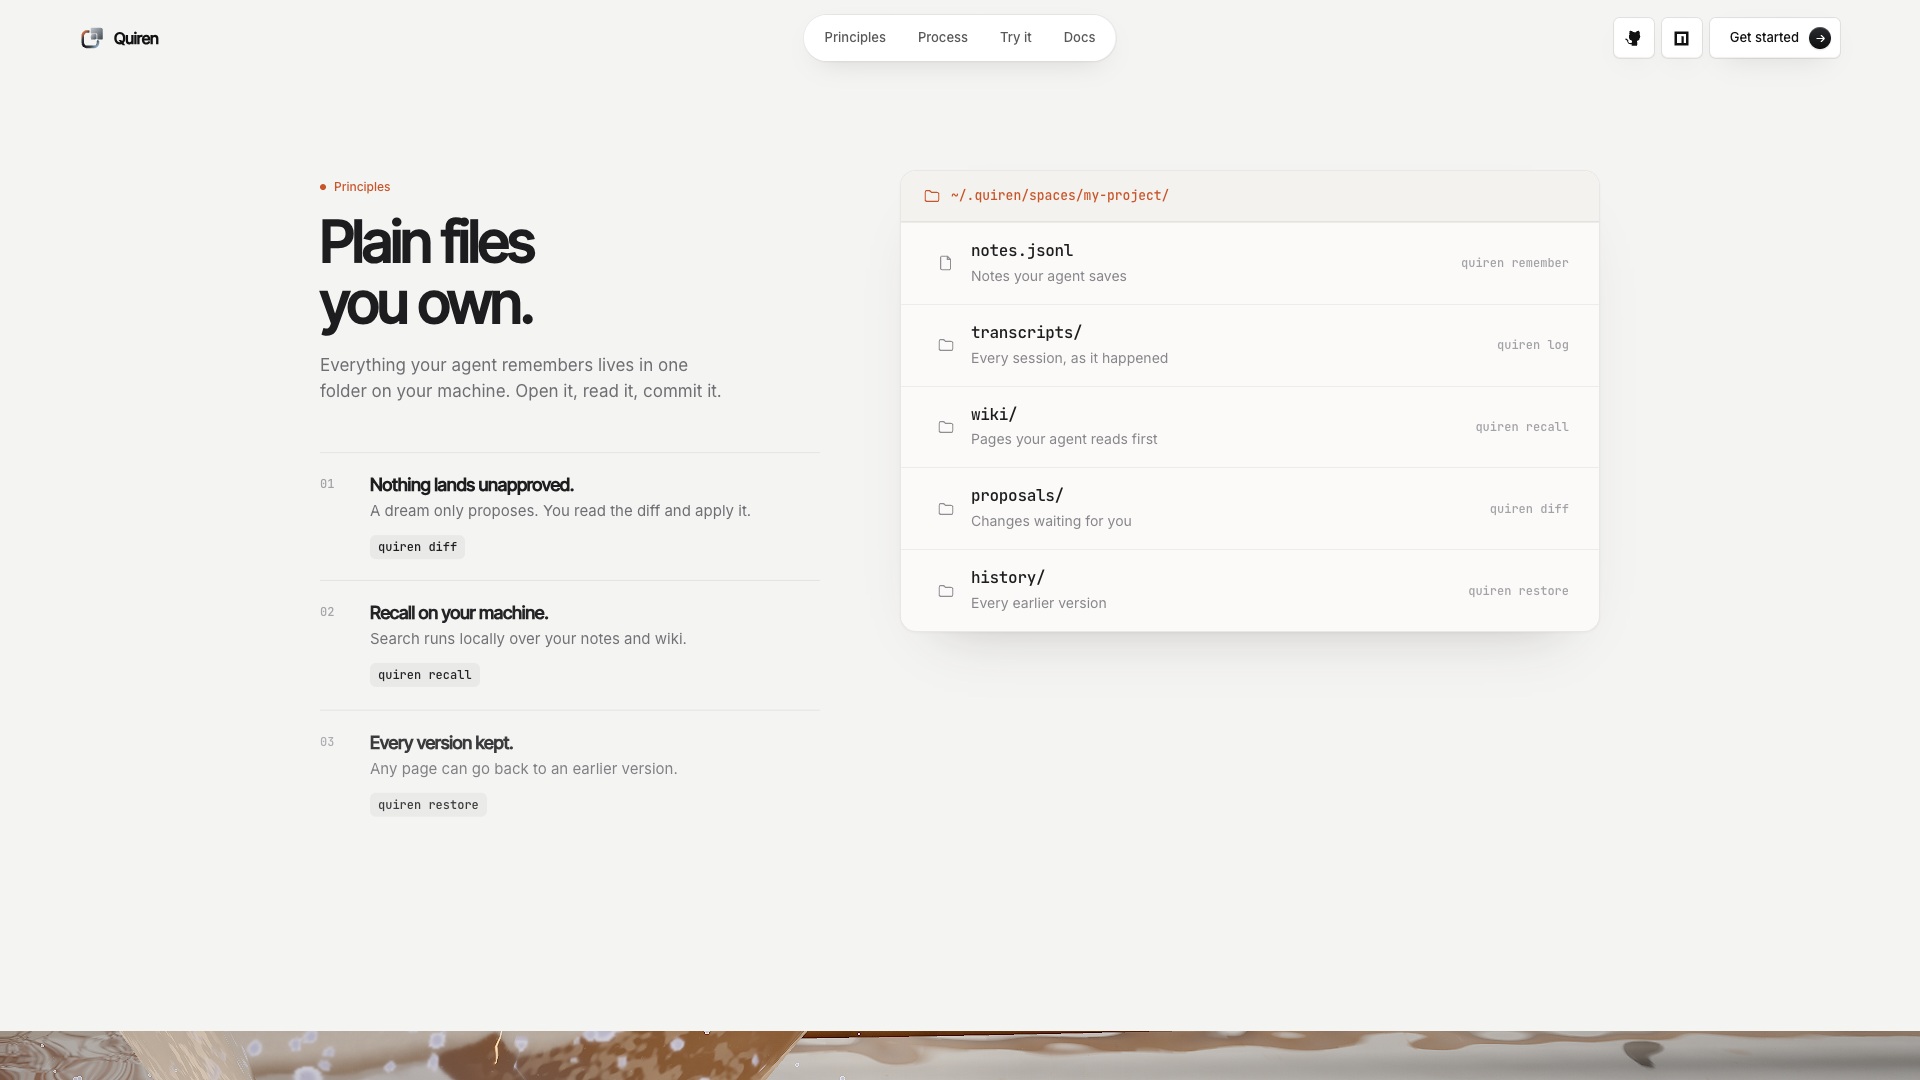 Quiren
Principles
Process
Try it
Docs
Get started
Principles
Plain files
you own.
Everything your agent remembers lives in one
folder on your machine. Open it, read it, commit it.
01
Nothing lands unapproved.
A dream only proposes. You read the diff and apply it.
quiren diff
02
Recall on your machine.
Search runs locally over your notes and wiki.
quiren recall
03
Every version kept.
Any page can go back to an earlier version.
quiren restore
~/.quiren/spaces/my-project/
notes.jsonl
Notes your agent saves
quiren remember
transcripts/
Every session, as it happened
quiren log
wiki/
Pages your agent reads first
quiren recall
proposals/
Changes waiting for you
quiren diff
history/
Every earlier version
quiren restore